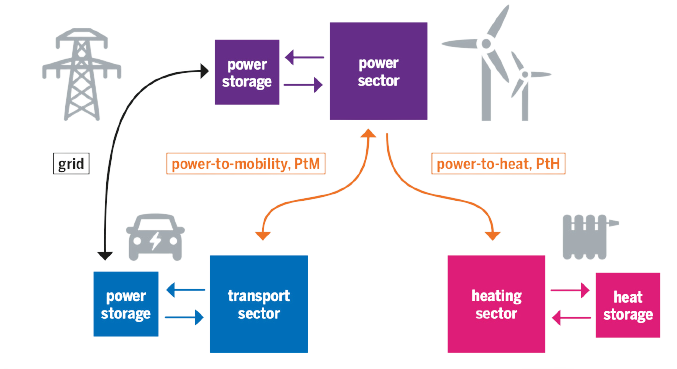 power
storage
power
sector
grid
power-to-mobility, PtM
power-to-heat, PtH
power
storage
transport
sector
heating
sector
heat
storage